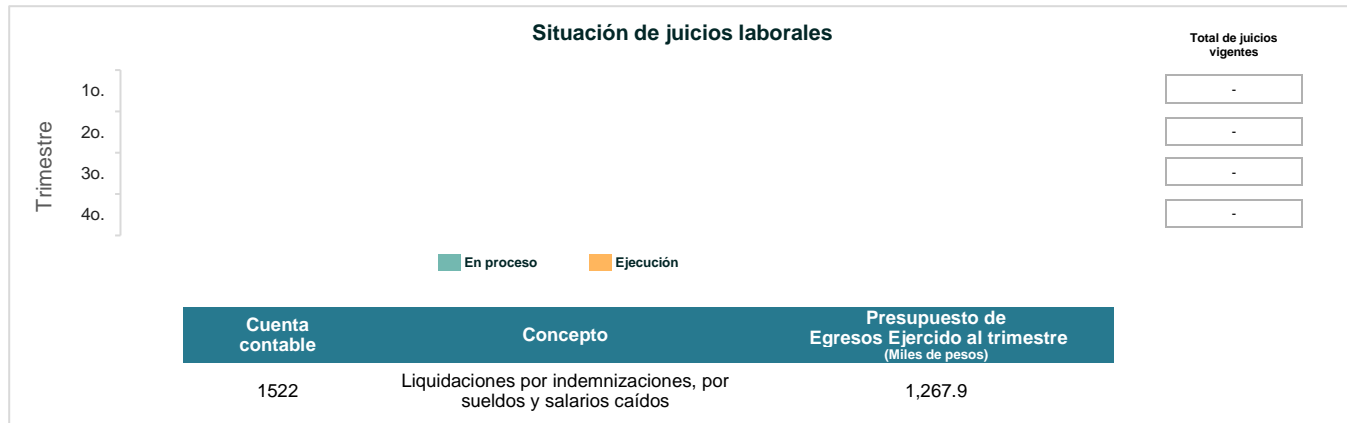 Situación de juicios laborales
Total de juicios
vigentes
Trimestre
1o.
-
2o.
-
3o.
-
4o.
-
En proceso
Ejecución
Cuenta
contable
Concepto
Presupuesto de
Egresos Ejercido al trimestre
(Miles de pesos)
1522
Liquidaciones por indemnizaciones, por
sueldos y salarios caídos
1,267.9